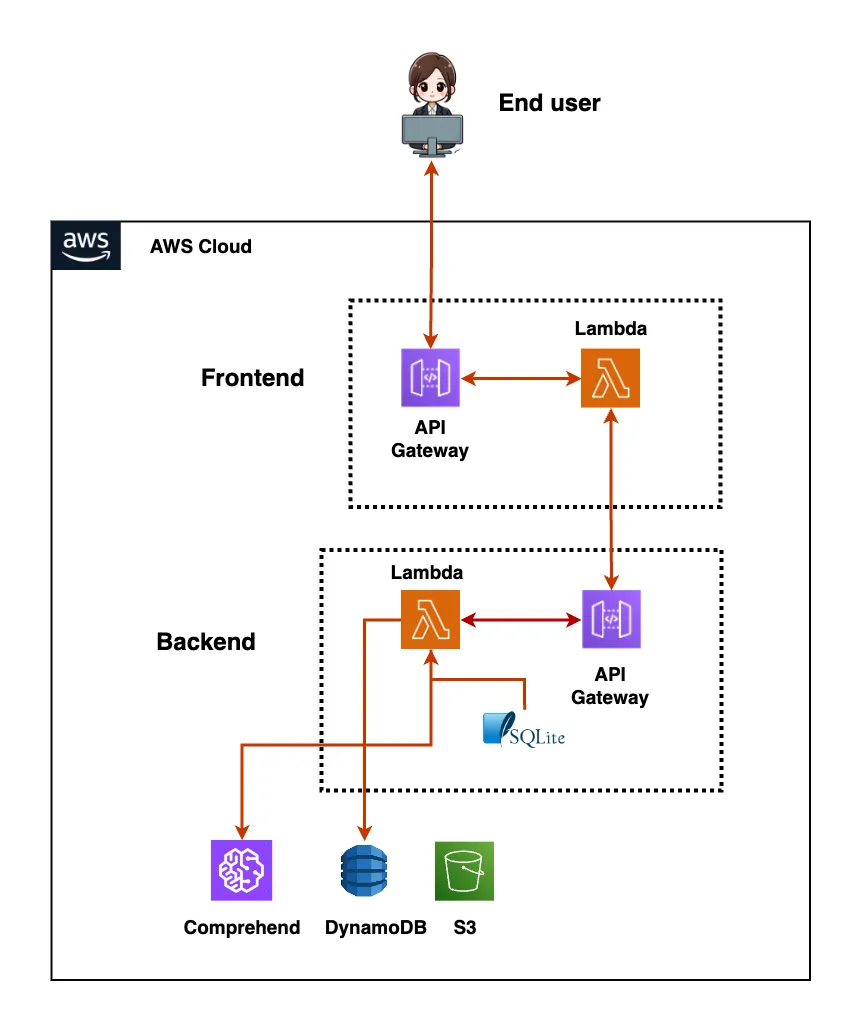 End user
aws
AWS Cloud
Lambda
Frontend
API
Gateway
Lambda
Backend
API
Gateway
SQLite
Comprehend
DynamoDB
S3